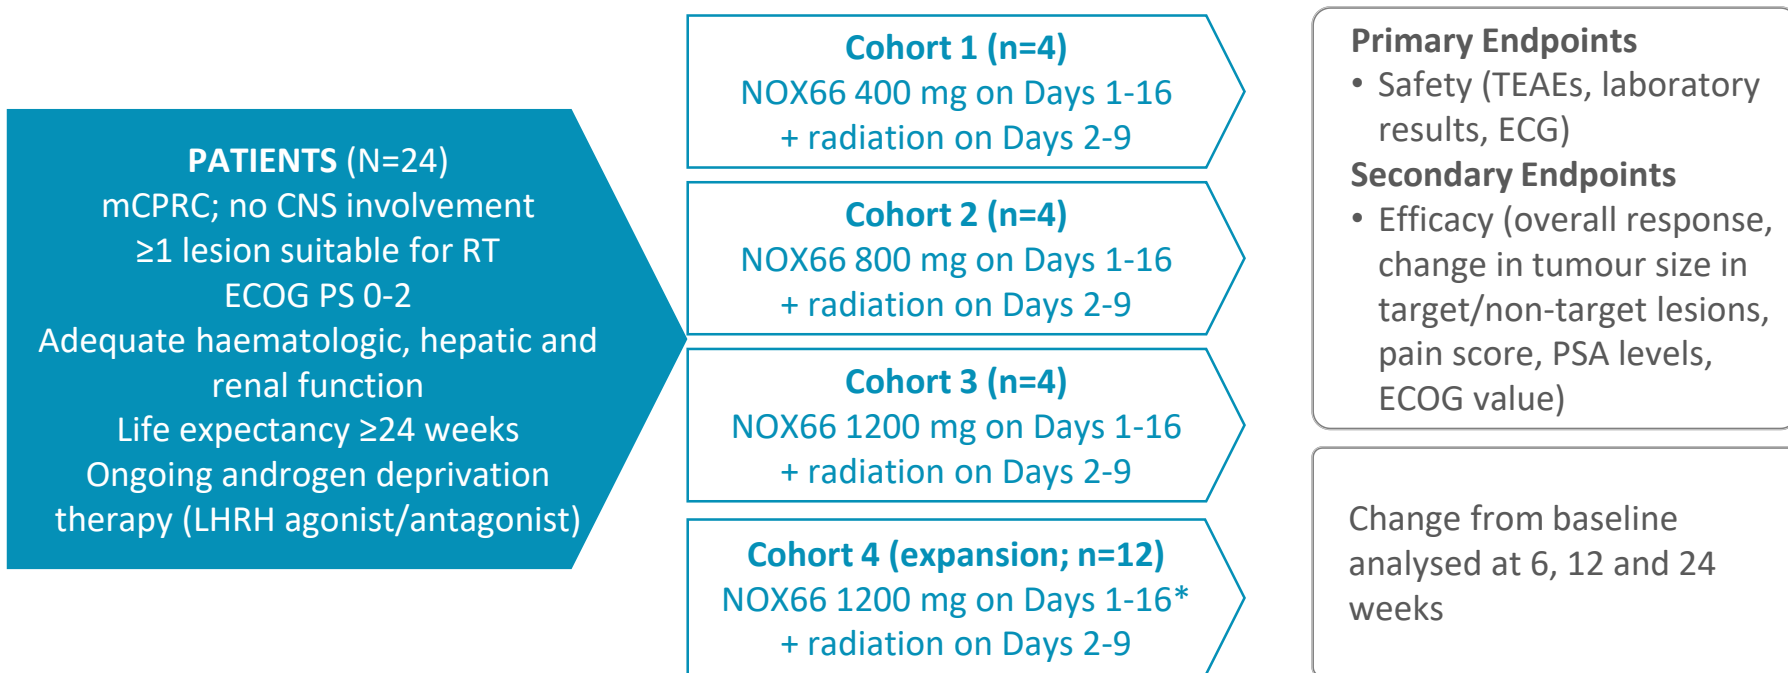 PATIENTS (N=24)
mCPRC; no CNS involvement
≥1 lesion suitable for RT
ECOG PS 0-2
Adequate haematologic, hepatic and
renal function
Life expectancy ≥24 weeks
Ongoing androgen deprivation
therapy (LHRH agonist/antagonist)
Cohort 1 (n=4)
NOX66 400 mg on Days 1-16
+ radiation on Days 2-9
Cohort 2 (n=4)
NOX66 800 mg on Days 1-16
+ radiation on Days 2-9
Cohort 3 (n=4)
NOX66 1200 mg on Days 1-16
+ radiation on Days 2-9
Cohort 4 (expansion; n=12)
NOX66 1200 mg on Days 1-16*
+ radiation on Days 2-9
Primary Endpoints
• Safety (TEAEs, laboratory
results, ECG)
Secondary Endpoints
• Efficacy (overall response,
change in tumour size in
target/non-target lesions,
pain score, PSA levels,
ECOG value)
Change from baseline
analysed at 6, 12 and 24
weeks